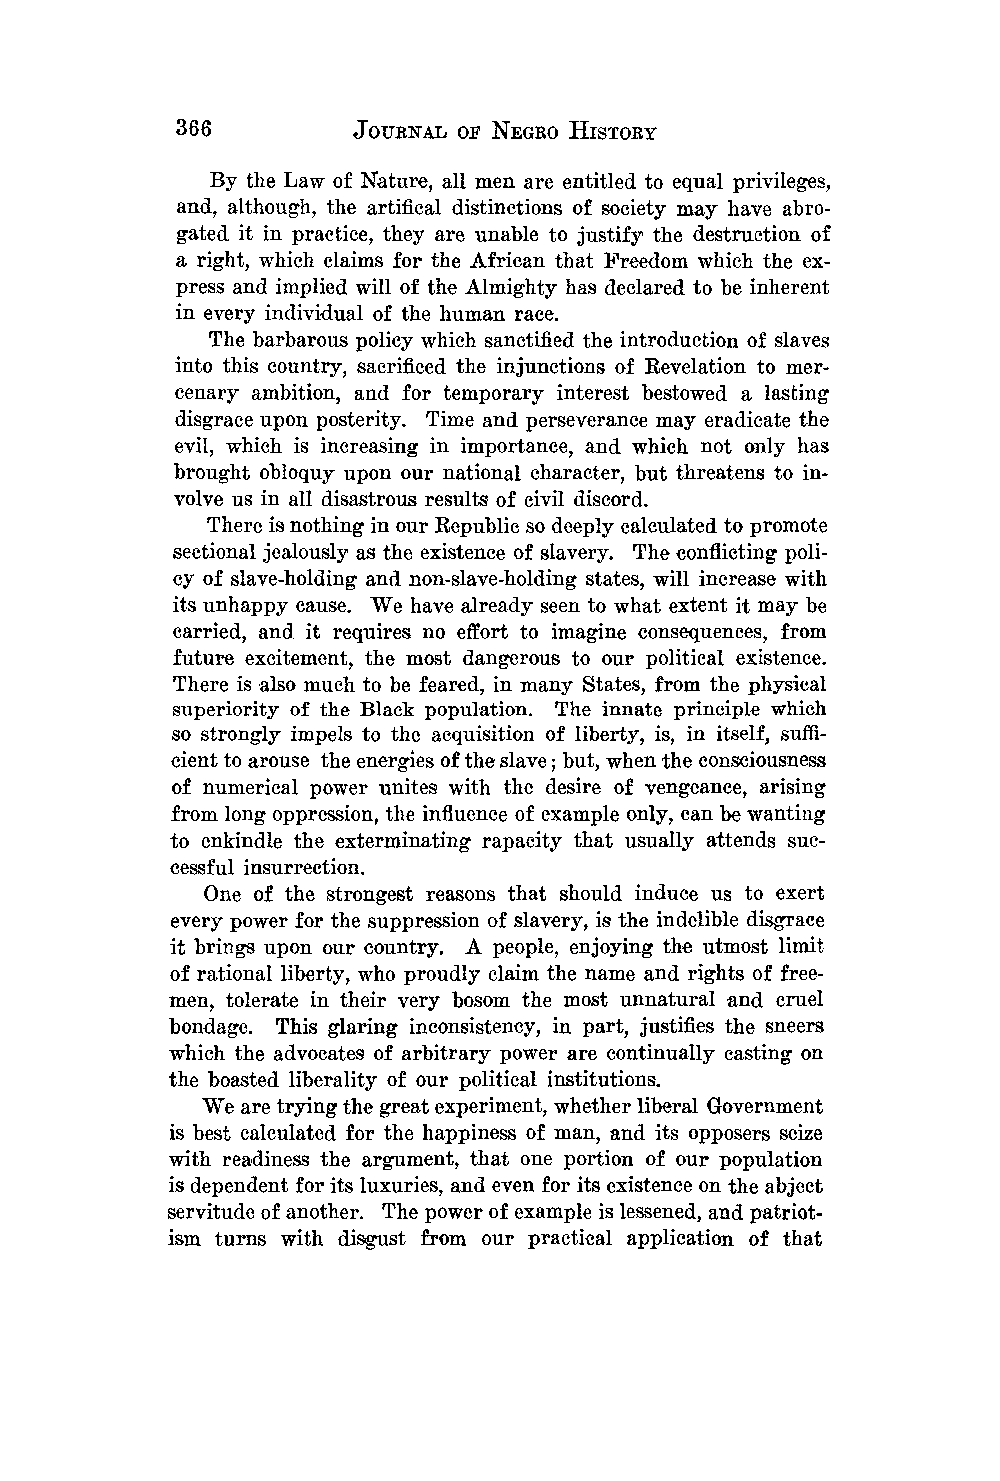 366 JOURNAL OF NEGRO HISTORY
By the Law of Nature, all men are entitled to equal privileges,
and, although, the artifical distinctions of society may have abro-
gated it in practice, they are unable to justify the destruction of
a right, which claims for the African that Freedom which the ex-
press and implied will of the Almighty has declared to be inherent
in every individual of the human race.
The barbarous policy which sanctified the introduction of slaves
into this country, sacrificed the injunctions of Revelation to mer-
cenary ambition, and for temporary interest bestowed a lasting
disgrace upon posterity. Time and perseverance may eradicate the
evil, which is increasing in importance, and which not only has
brought obloquy upon our national character, but threatens to in-
volve us in all disastrous results of civil discord.
There is nothing in our Republic so deeply calculated to promote
sectional jealously as the existence of slavery. The conflicting poli-
cy of slave-holding and non-slave-holding states, will increase with
its unhappy cause. We have already seen to what extent it may be
carried, and it requires no effort to imagine consequences, from
future excitement, the most dangerous to our political existence.
There is also much to be feared, in many States, from the physical
superiority of the Black population. The innate principle which
so strongly impels to the acquisition of liberty, is, in itself, suffi-
cient to arouse the energies of the slave; but, when the consciousness
of numerical power unites with the desire of vengeance, arising
from long oppression, the influence of example only, can be wanting
to enkindle the exterminating rapacity that usually attends suc-
cessful insurrection.
One of the strongest reasons that should induce us to exert
every power for the suppression of slavery, is the indelible disgrace
it brings upon our country. A people, enjoying the utmost limit
of rational liberty, who proudly claim the name and rights of free-
men, tolerate in their very bosom the most unnatural and cruel
bondage. This glaring inconsistency, in part, justifies the sneers
which the advocates of arbitrary power are continually casting on
the boasted liberality of our political institutions.
We are trying the great experiment, whether liberal Government
is best calculated for the happiness of man, and its opposers seize
with readiness the argument, that one portion of our population
is dependent for its luxuries, and even for its existence on the abject
servitude of another. The power of example is lessened, and patriot-
ism turns with disgust from our practical application of that